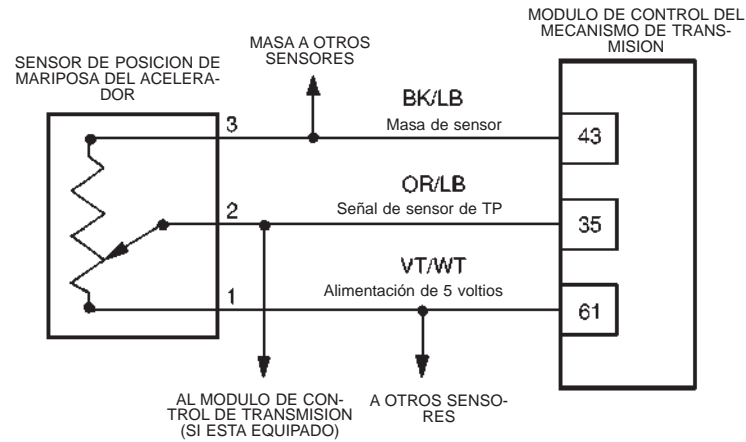 MODULO DE CONTROL DEL
MECANISMO DE TRANS-
MISION
MASA A OTROS
SENSORES
SENSOR DE POSICION DE
MARIPOSA DEL ACELERA-
DOR
BK/LB
3
Masa de sensor
43
OR/LB
2
Señal de sensor de TP
35
VT/WT
1
Alimentación de 5 voltios
61
AL MODULO DE CON-
TROL DE TRANSMISION
(SI ESTA EQUIPADO)
A OTROS SENSO-
RES